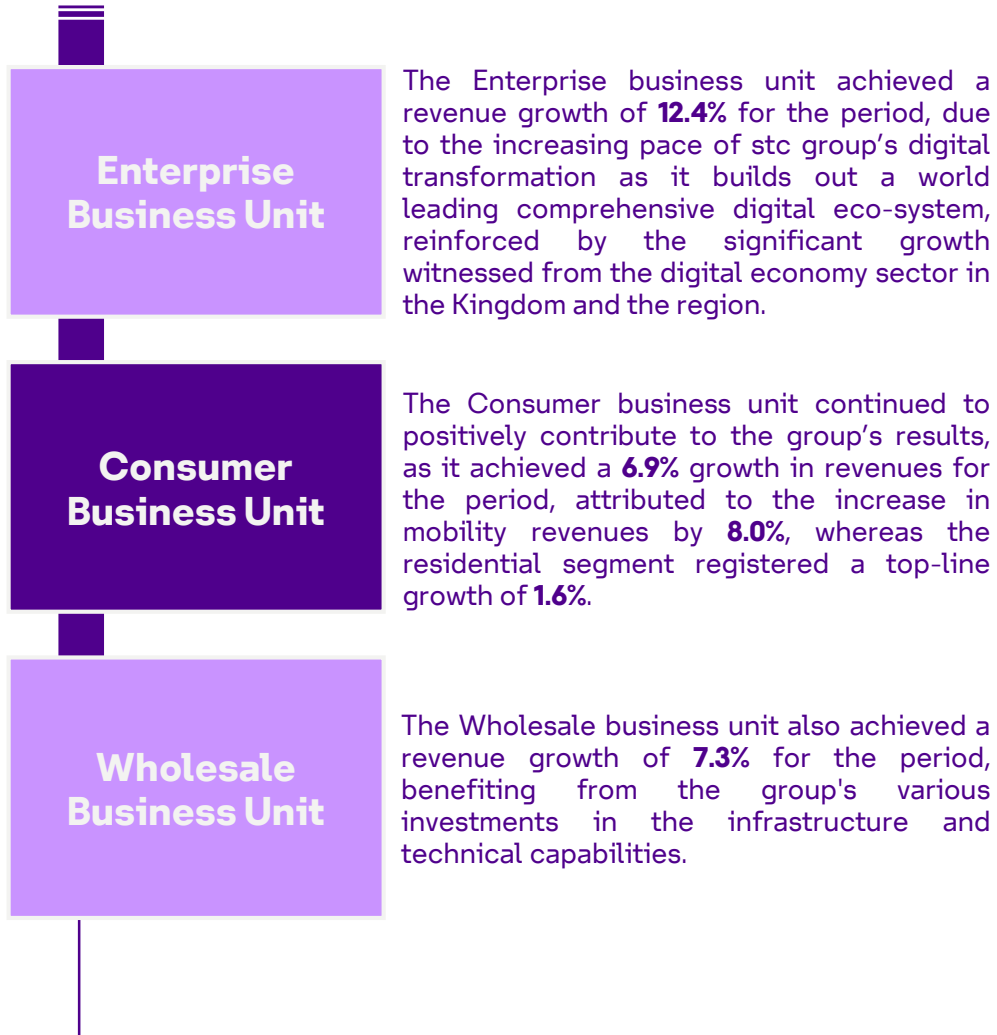 Enterprise
Business Unit
The Enterprise business unit achieved a
revenue growth of 12.4% for the period, due
to the increasing pace of stc group’s digital
transformation as it builds out a world
leading comprehensive digital eco-system,
reinforced by the significant growth
witnessed from the digital economy sector in
the Kingdom and the region.
Consumer
Business Unit
The Consumer business unit continued to
positively contribute to the group’s results,
as it achieved a 6.9% growth in revenues for
the period, attributed to the increase in
mobility revenues by 8.0%, whereas the
residential segment registered a top-line
growth of 1.6%.
Wholesale
Business Unit
The Wholesale business unit also achieved a
revenue growth of 7.3% for the period,
benefiting from the group's various
investments in the infrastructure and
technical capabilities.